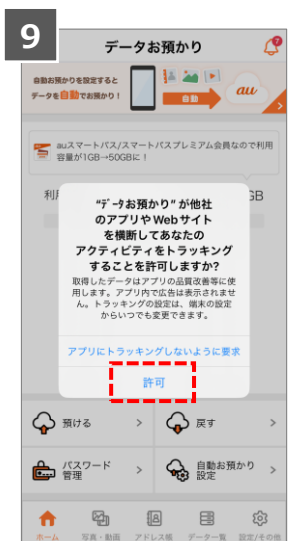 9
データお預かり
自動お預かりを設定すると
データを自動でお預かり！
自動
au
auスマートパス/スマートパスプレミアム会員なので利用
容量が1GB→50GBに！
利
GB
"ﾃﾞｰﾀお預かり"が他社
のアプリやWebサイト
を横断してあなたの
アクティビティをトラッキング
することを許可しますか?
取得したデータはアプリの品質改善等に使
用します。アプリ内で広告は表示されませ
ん。トラッキングの設定は、端末の設定
からいつでも変更できます。
アプリにトラッキングしないように要求
許可
預ける
戻す
パスワード
管理
自動お預かり
設定
ホーム
写真・動画
アドレス帳
データ一覧
設定/その他